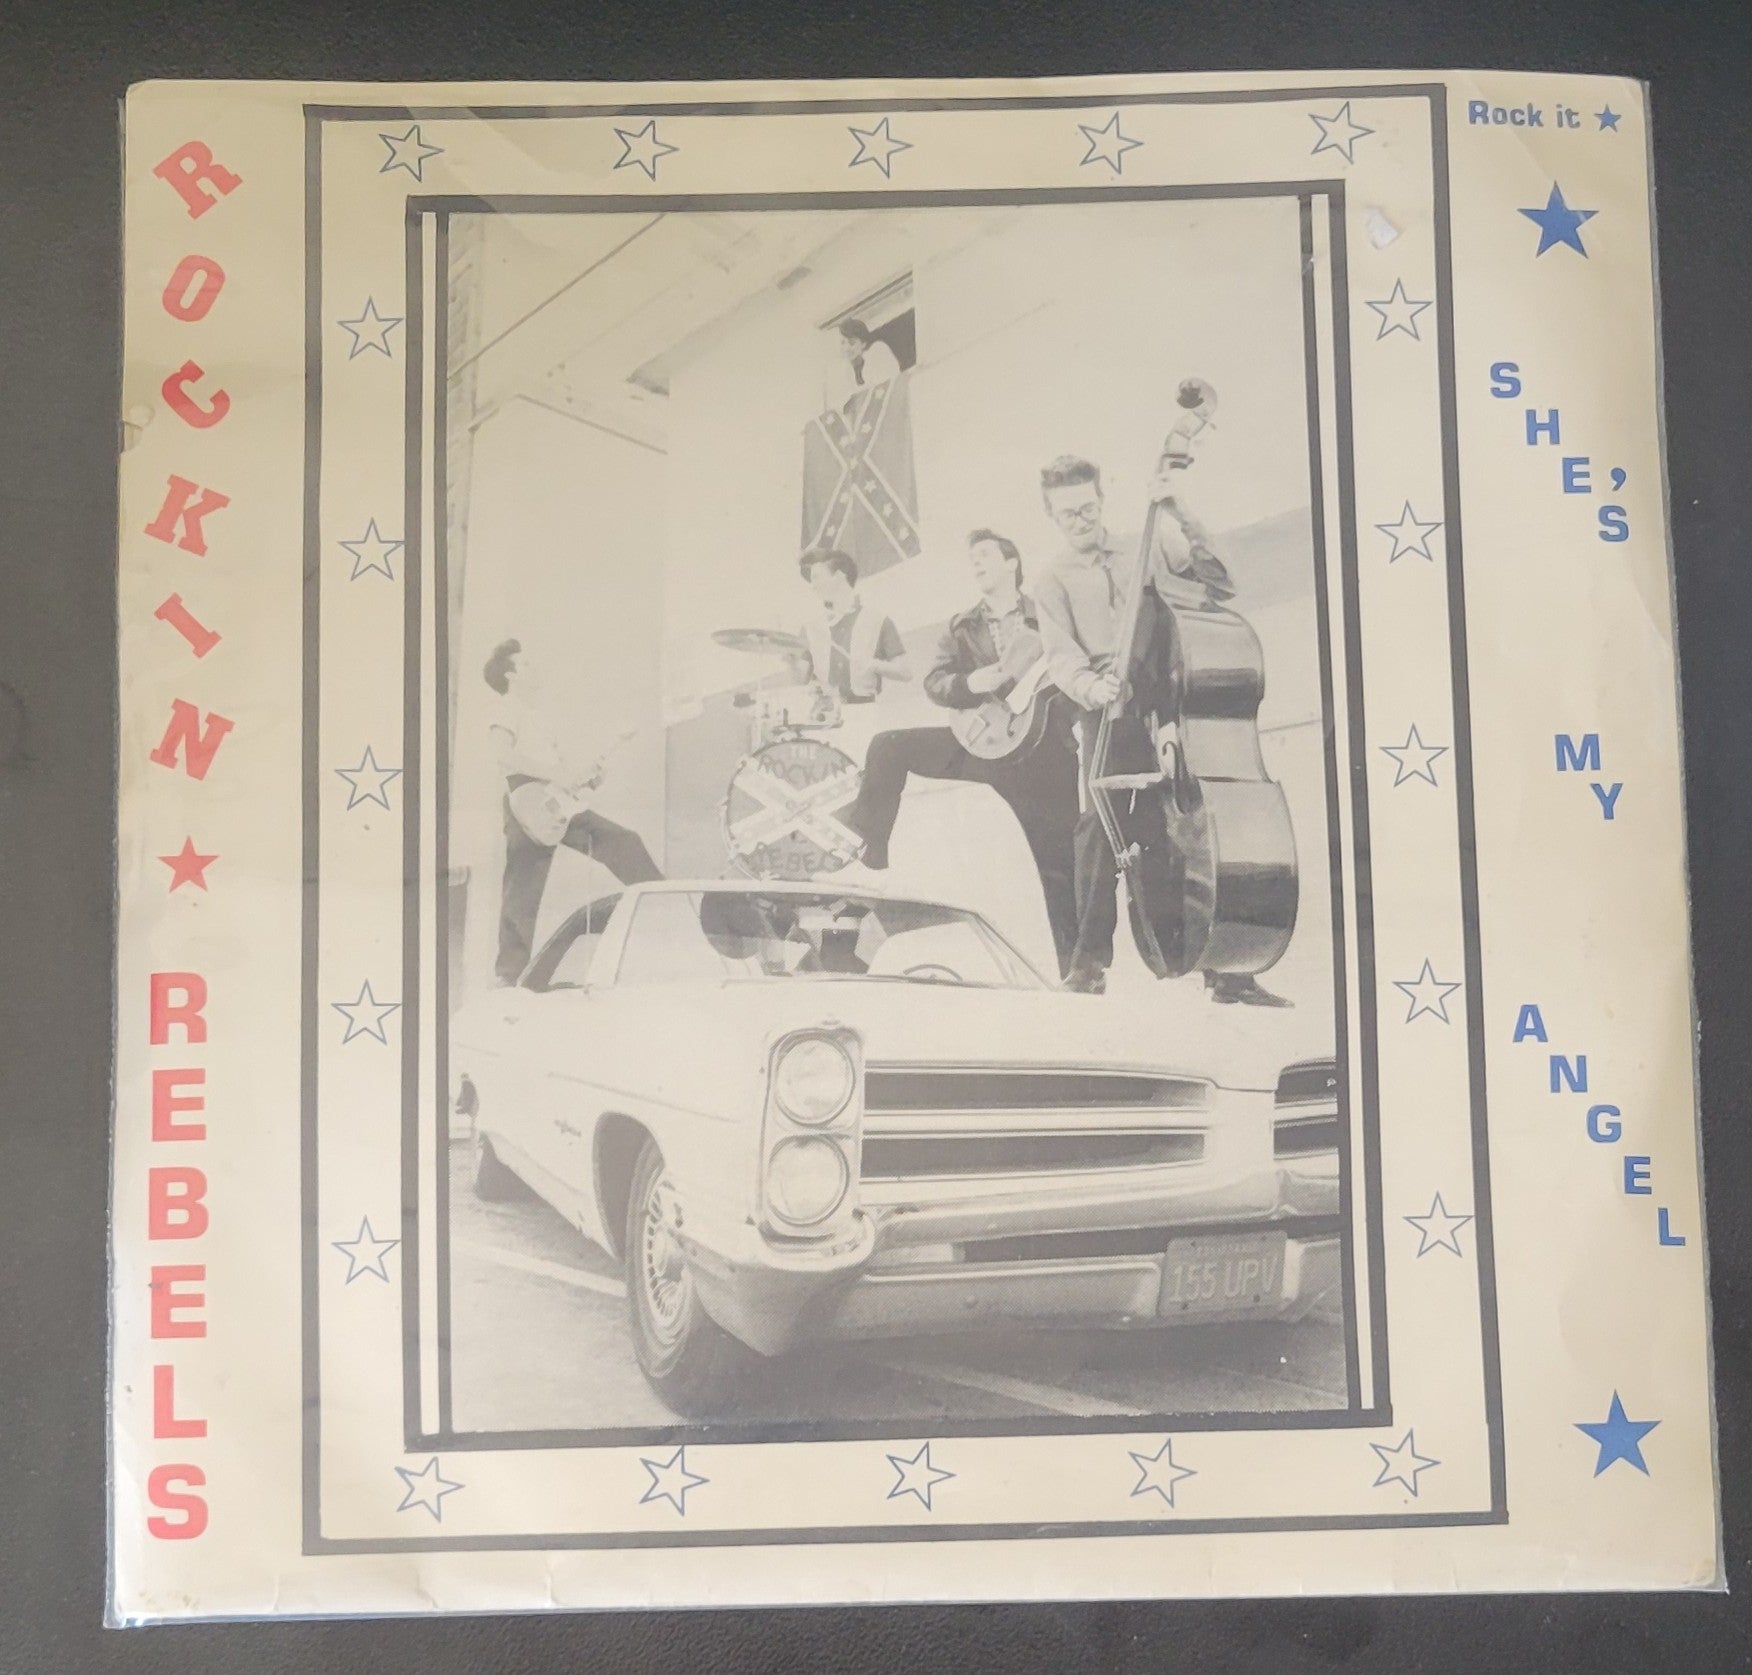 ROCKIN ★ REBELS
Rock it ★
SHE'S
MY
ANGEL
THE
ROCKIN
REBELS
155 UPV